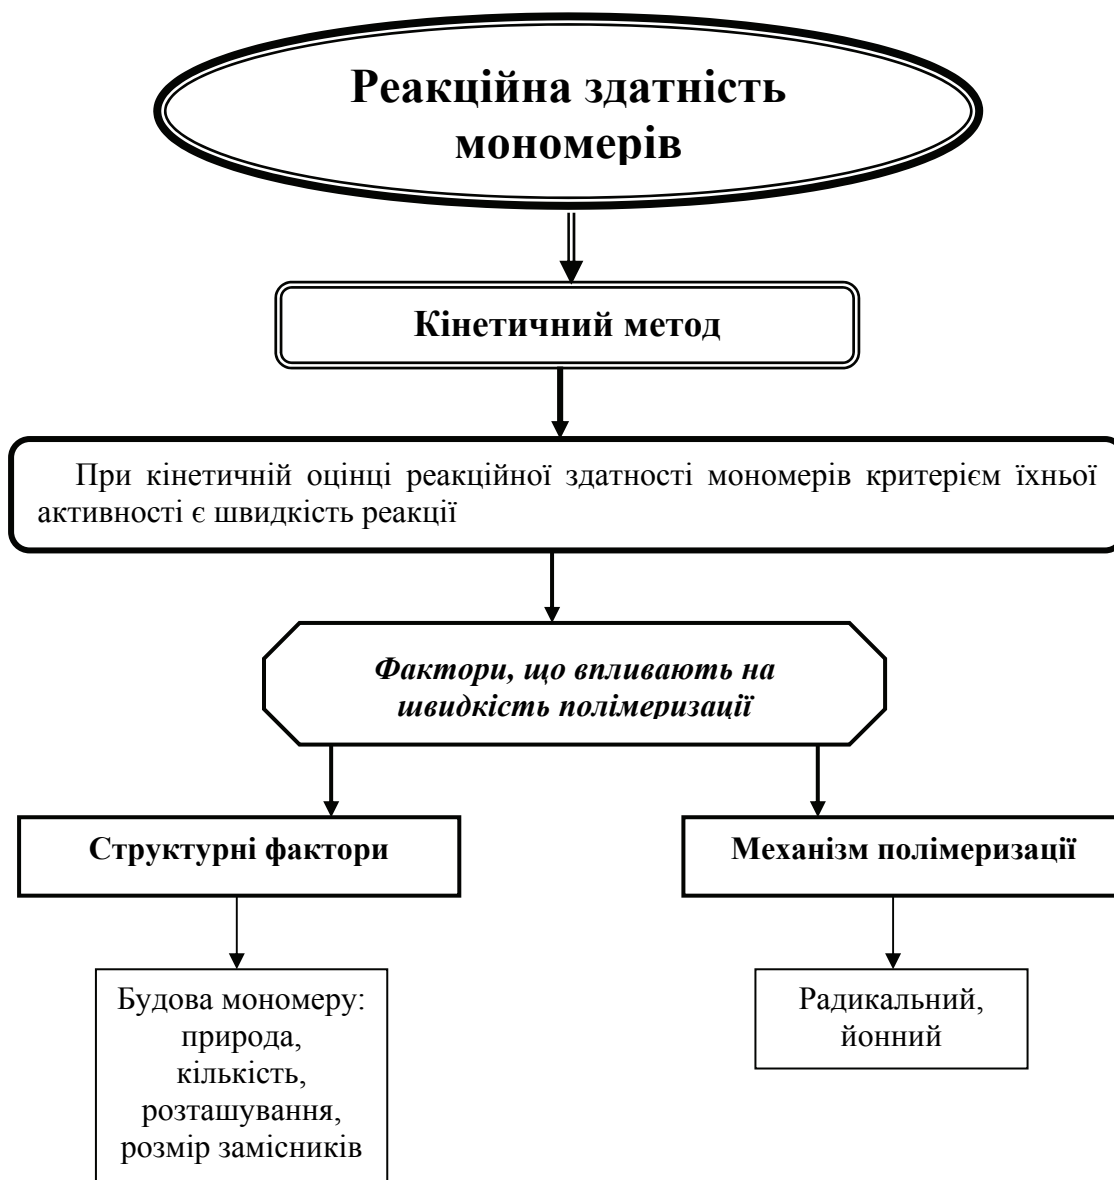 Реакційна здатність
мономерів
Кінетичний метод
При кінетичній оцінці реакційної здатності мономерів критерієм їхньої
активності є швидкість реакції
Фактори, що впливають на
швидкість полімеризації
Структурні фактори
Механізм полімеризації
Будова мономеру:
природа,
кількість,
розташування,
розмір замісників
Радикальний,
йонний